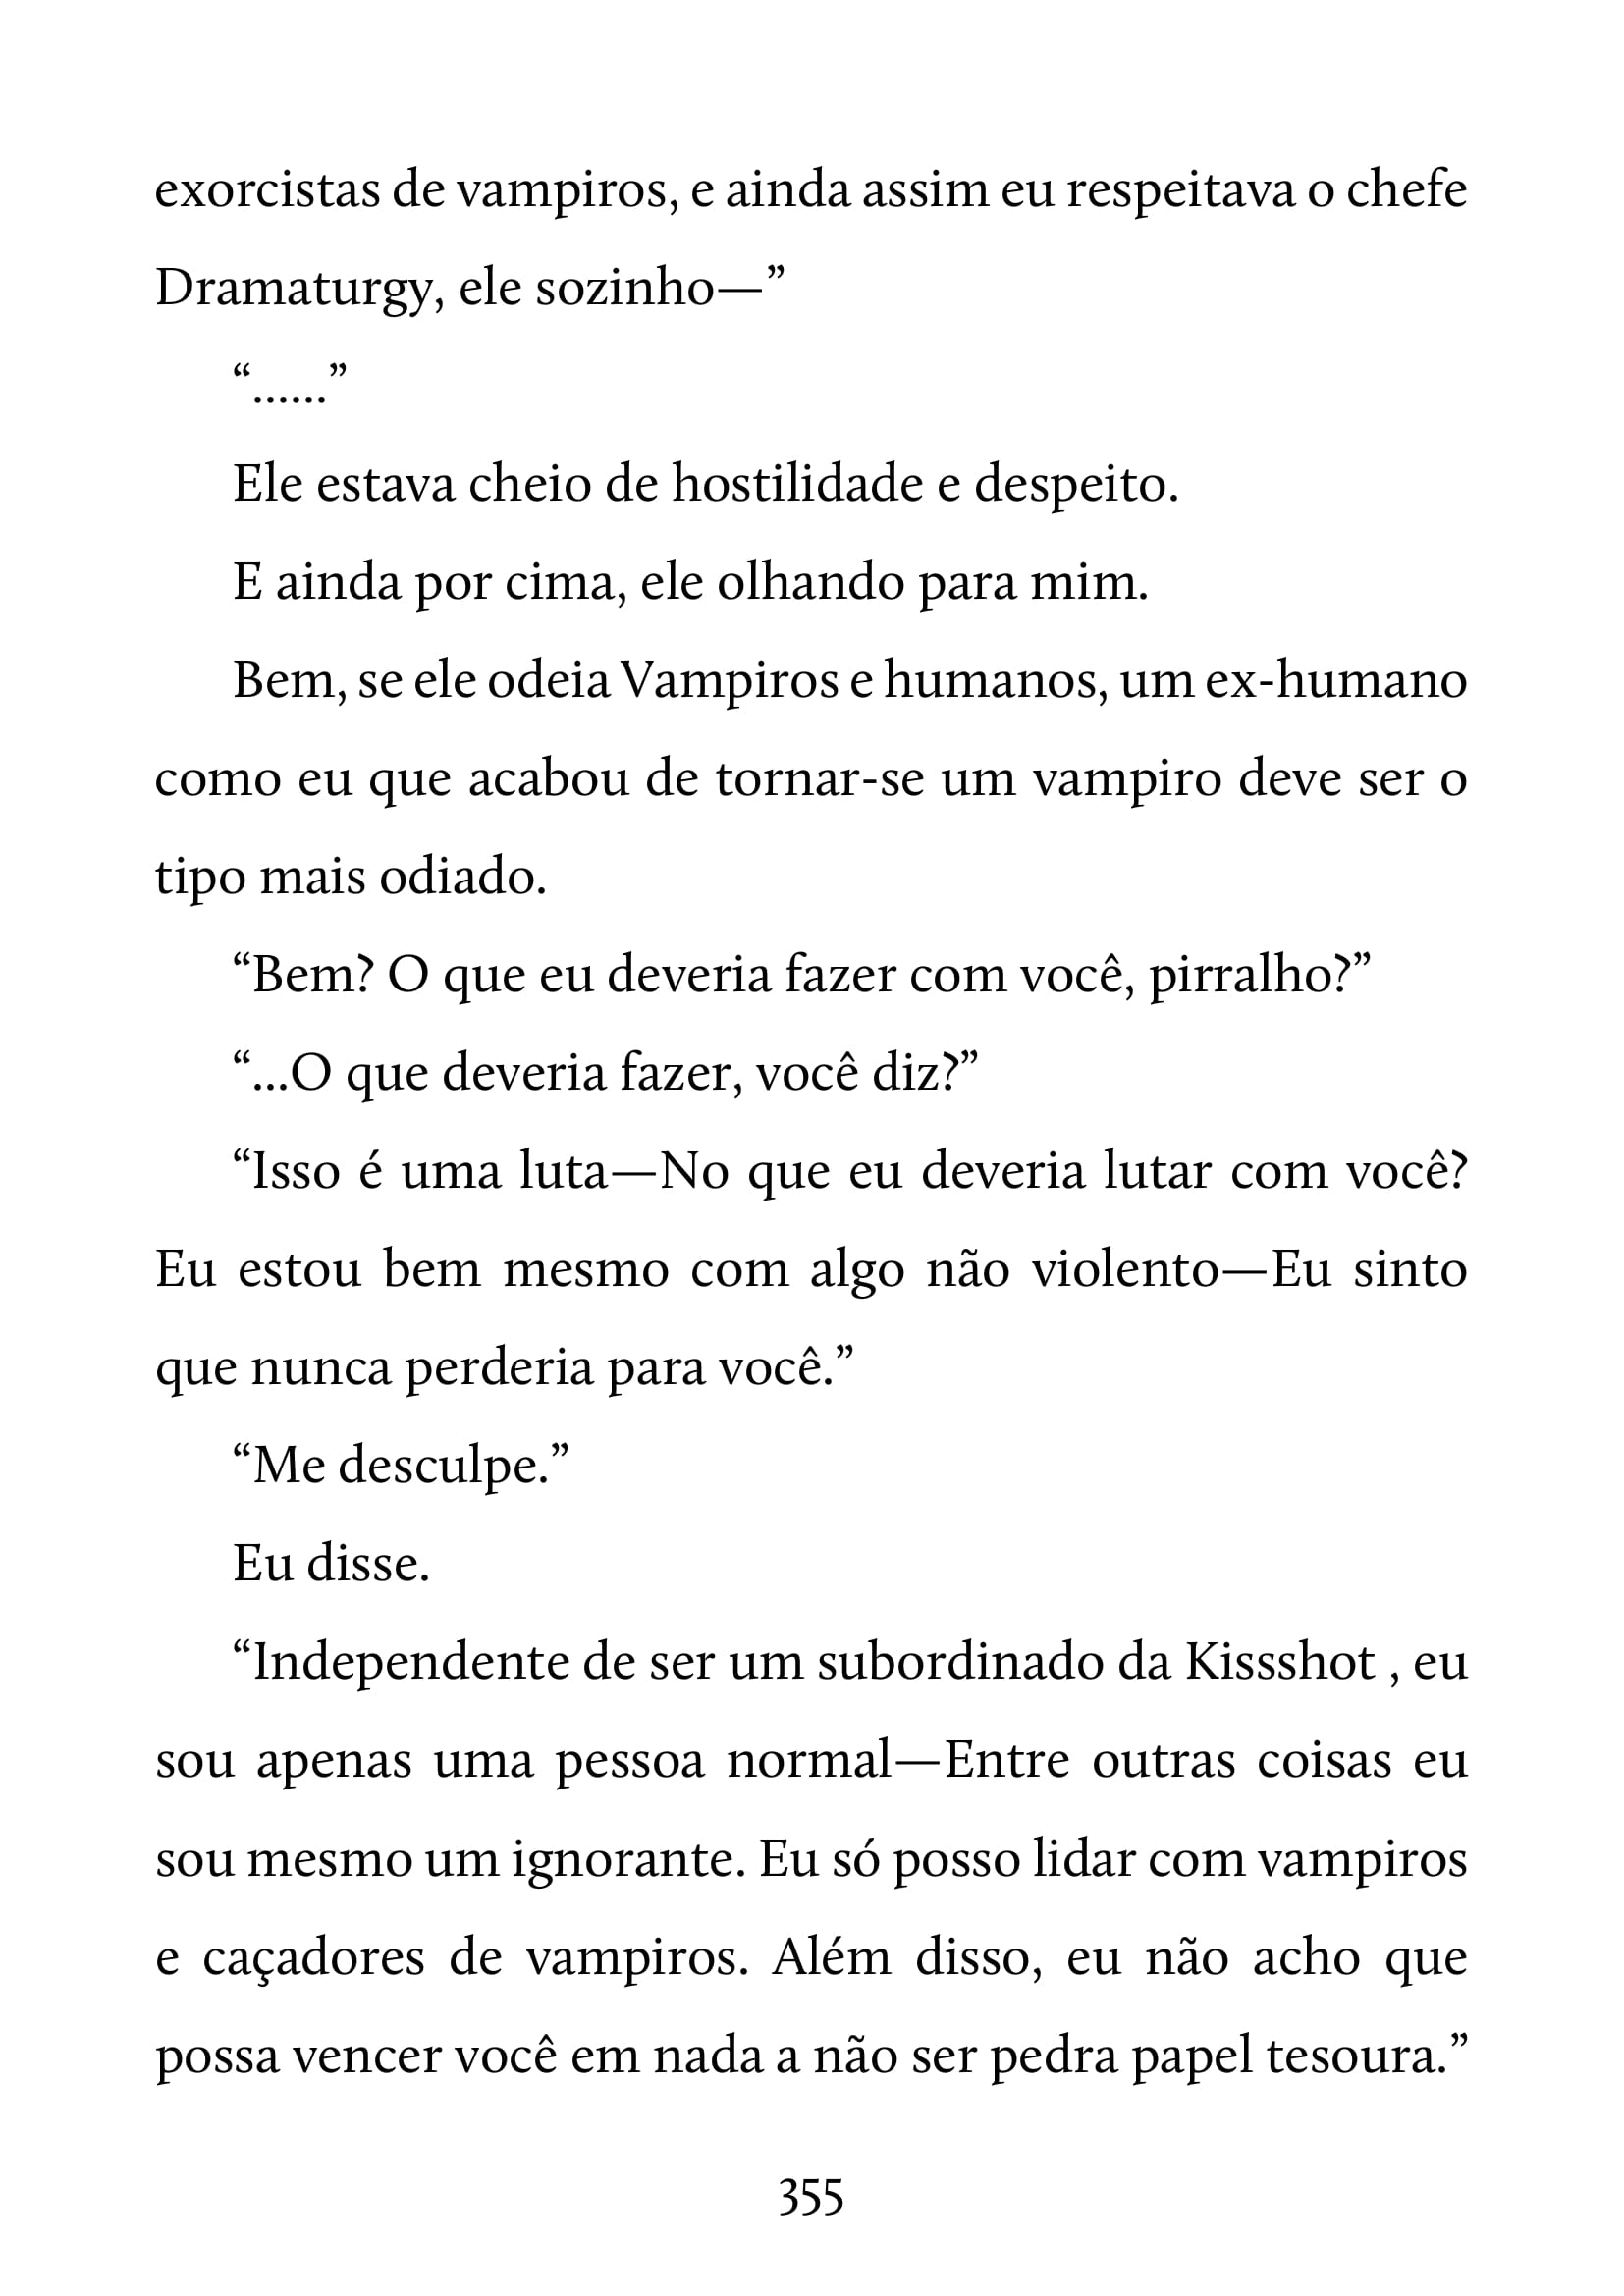 exorcistas de vampiros, e ainda assim eu respeitava o chefe
Dramaturgy, ele sozinho—”
“......”
Ele estava cheio de hostilidade e despeito.
E ainda por cima, ele olhando para mim.
Bem, se ele odeia Vampiros e humanos, um ex-humano
como eu que acabou de tornar-se um vampiro deve ser o
tipo mais odiado.
“Bem? O que eu deveria fazer com você, pirralho?”
“...O que deveria fazer, você diz?”
“Isso é uma luta—No que eu deveria lutar com você?
Eu estou bem mesmo com algo não violento—Eu sinto
que nunca perderia para você.”
“Me desculpe.”
Eu disse.
“Independente de ser um subordinado da Kissshot , eu
sou apenas uma pessoa normal—Entre outras coisas eu
sou mesmo um ignorante. Eu só posso lidar com vampiros
e caçadores de vampiros. Além disso, eu não acho que
possa vencer você em nada a não ser pedra papel tesoura.”
355